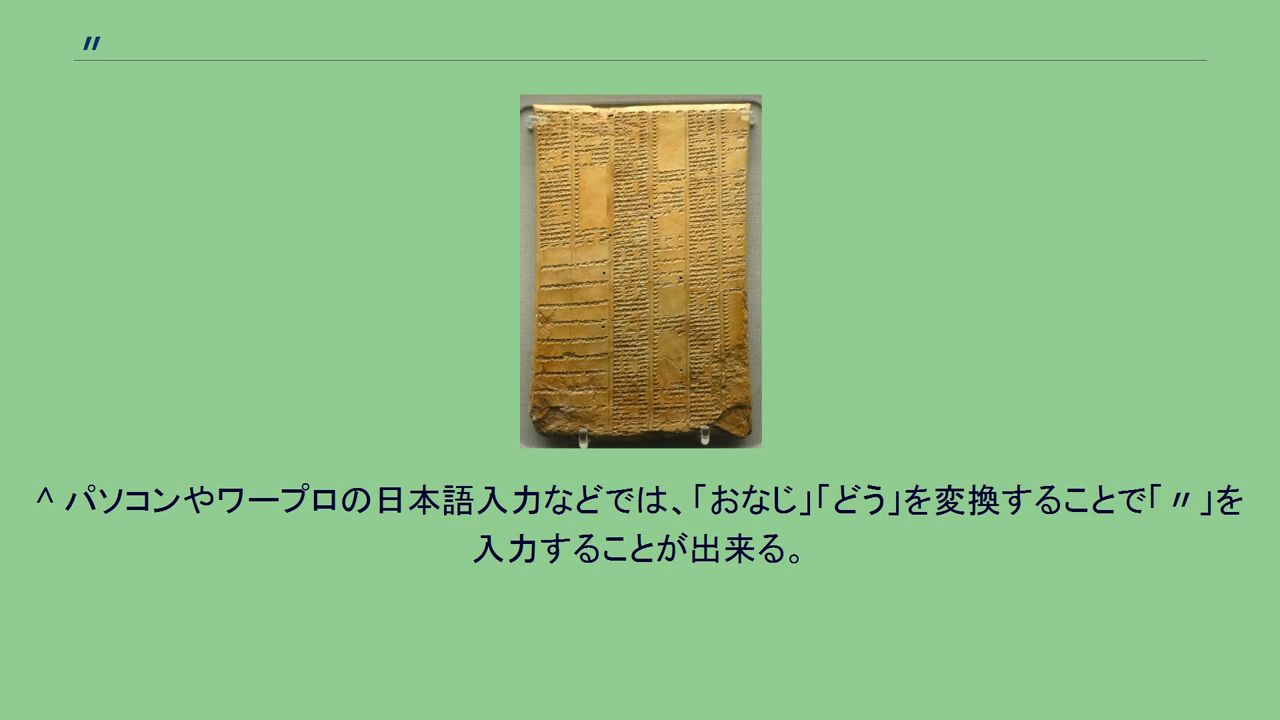 〃
^ パソコンやワープロの日本語入力などでは、「おなじ」「どう」を変換することで「〃」を
入力することが出来る。